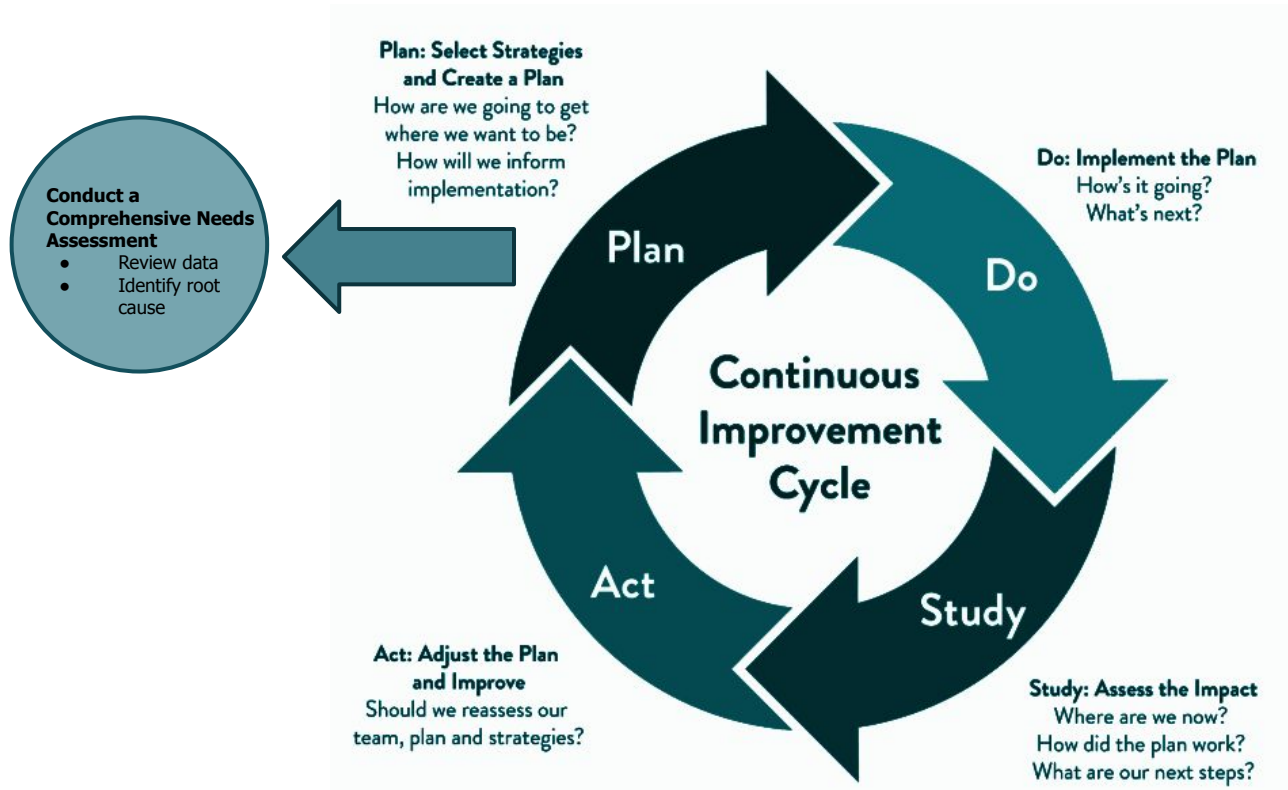 Conduct a
Comprehensive Needs
Assessment
● Review data
● Identify root
cause
Plan: Select Strategies
and Create a Plan
How are we going to get
where we want to be?
How will we inform
implementation?
Do: Implement the Plan
How's it going?
What's next?
Plan
Do
Continuous
Improvement
Cycle
Act
Study
Act: Adjust the Plan
and Improve
Should we reassess our
team, plan and strategies?
Study: Assess the Impact
Where are we now?
How did the plan work?
What are our next steps?